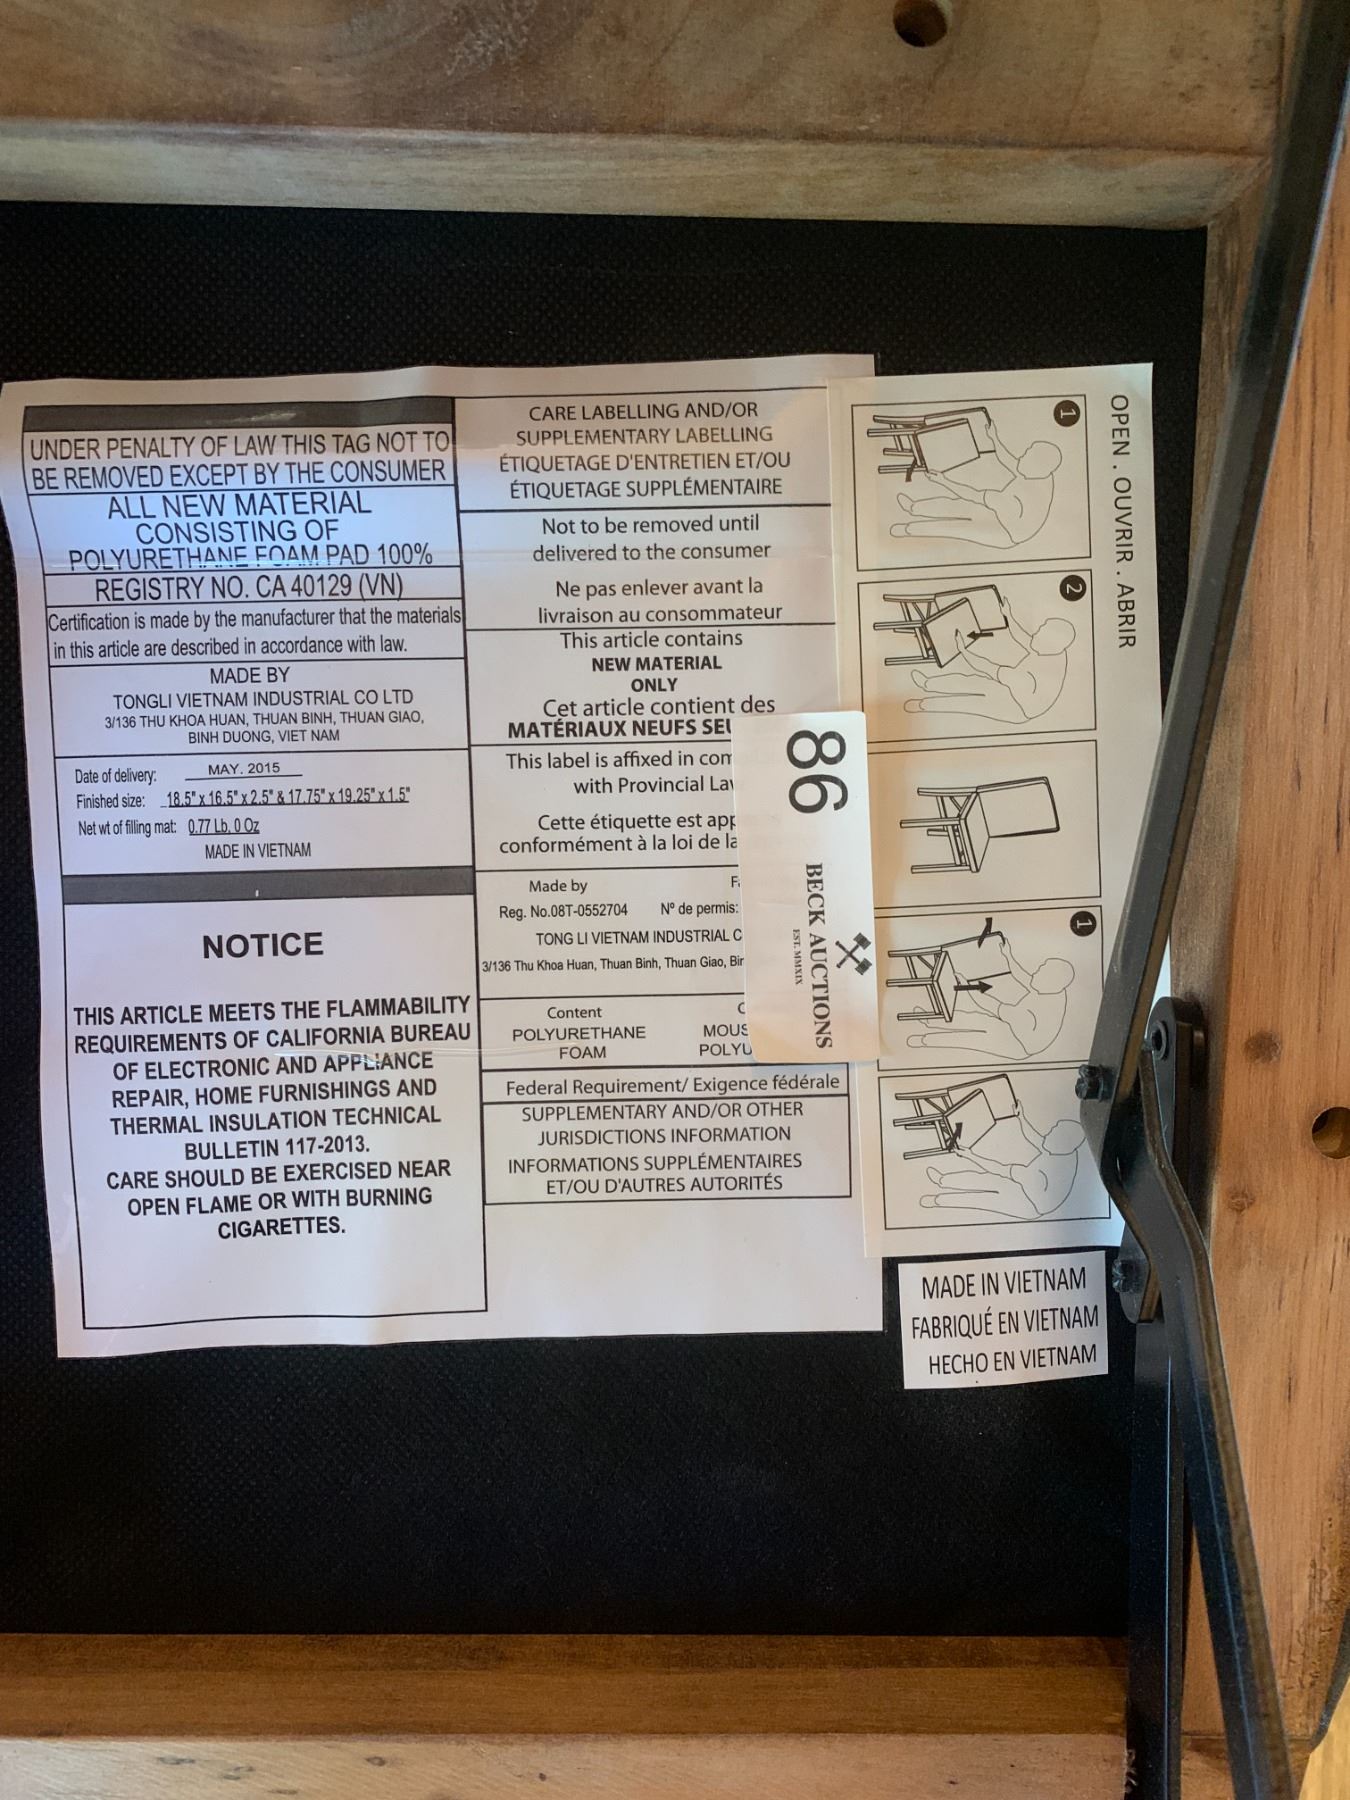 UNDER PENALTY OF LAW THIS TAG NOT TO
BE REMOVED EXCEPT BY THE CONSUMER
ALL NEW MATERIAL
CONSISTING OF
POLYURETHANE FOAM PAD 100%
REGISTRY NO. CA 40129 (VN)
Certification is made by the manufacturer that the materials
in this article are described in accordance with law.
MADE BY
TONGLI VIETNAM INDUSTRIAL CO LTD
3/136 THU KHOA HUAN, THUAN BINH, THUAN GIAO,
BINH DUONG, VIET NAM
Date of delivery: MAY. 2015
Finished size: 18.5" x 16.5" x 2.5" & 17.75" x 19.25" x 1.5"
Net wt of filling mat: 0.77 Lb. 0 Oz
MADE IN VIETNAM
NOTICE
THIS ARTICLE MEETS THE FLAMMABILITY
REQUIREMENTS OF CALIFORNIA BUREAU
OF ELECTRONIC AND APPLIANCE
REPAIR, HOME FURNISHINGS AND
THERMAL INSULATION TECHNICAL
BULLETIN 117-2013.
CARE SHOULD BE EXERCISED NEAR
OPEN FLAME OR WITH BURNING
CIGARETTES.
CARE LABELLING AND/OR
SUPPLEMENTARY LABELLING
ÉTIQUETAGE D'ENTRETIEN ET/OU
ÉTIQUETAGE SUPPLÉMENTAIRE
Not to be removed until
delivered to the consumer
Ne pas enlever avant la
livraison au consommateur
This article contains
NEW MATERIAL
ONLY
Cet article contient des
MATÉRIAUX NEUFS SEU
This label is affixed in com
with Provincial Law
Cette étiquette est app
conformément à la loi de la
Made by
Reg. No.08T-0552704 Nº de permis:
TONG LI VIETNAM INDUSTRIAL C
3/136 Thu Khoa Huan, Thuan Binh, Thuan Giao, Bin
Content
POLYURETHANE MOUS
FOAM POLYU
Federal Requirement/ Exigence fédérale
SUPPLEMENTARY AND/OR OTHER
JURISDICTIONS INFORMATION
INFORMATIONS SUPPLÉMENTAIRES
ET/OU D'AUTRES AUTORITÉS
86
BECK AUCTIONS
EST. MMXIX
OPEN . OUVRIR . ABRIR
1
2
1
MADE IN VIETNAM
FABRIQUÉ EN VIETNAM
HECHO EN VIETNAM